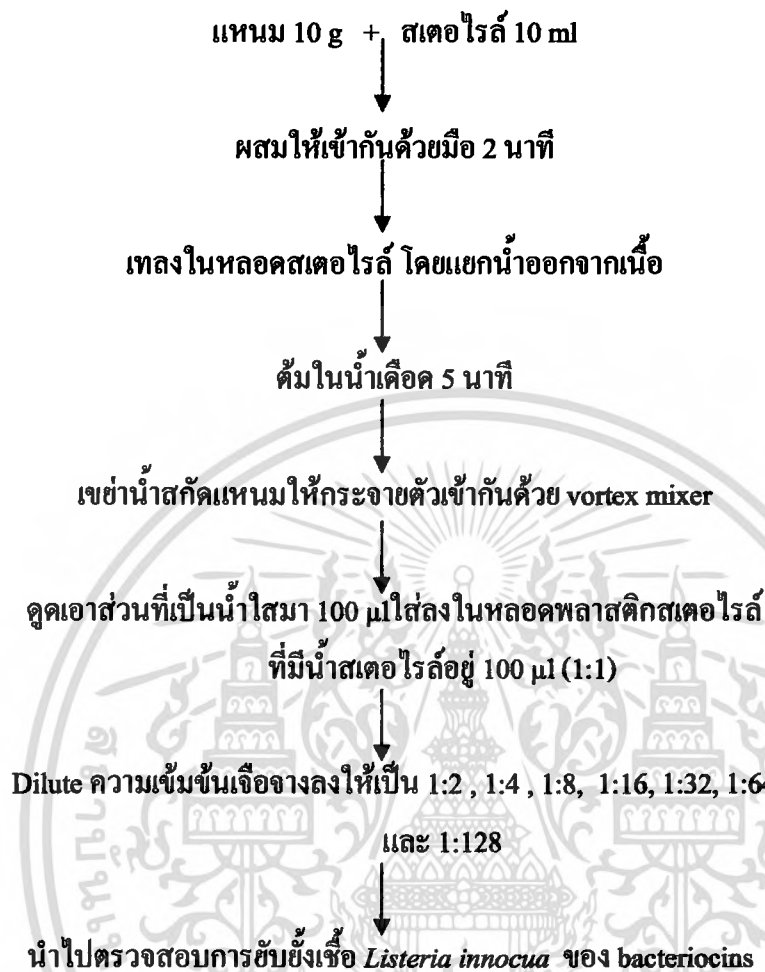 แหนม 10 g + สเตอไรล์ 10 ml
ผสมให้เข้ากันด้วยมือ 2 นาที
เทลงในหลอดสเตอไรล์ โดยแยกน้ำออกจากเนื้อ
ต้มในน้ำเดือด 5 นาที
เขย่าน้ำสกัดแหนมให้กระจายตัวเข้ากันด้วย vortex mixer
ดูดเอาส่วนที่เป็นน้ำใสมา 100 µlใส่ลงในหลอดพลาสติกสเตอไรล์
ที่มีน้ำสเตอไรล์อยู่ 100 µl (1:1)
Dilute ความเข้มข้นเจือจางลงให้เป็น 1:2 , 1:4 , 1:8, 1:16, 1:32, 1:64
และ 1:128
นำไปตรวจสอบการยับยั้งเชื้อ Listeria innocua ของ bacteriocins